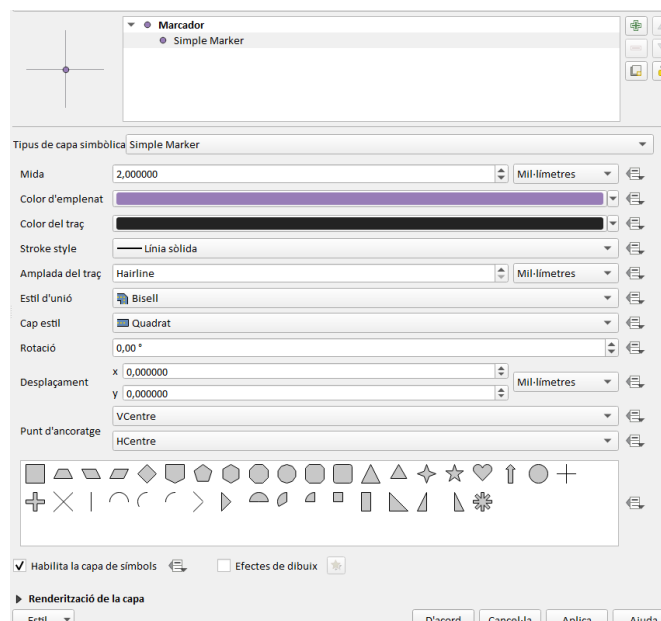 Marcador
Simple Marker
Tipus de capa simbòlica Simple Marker
Mida 2,000000 Mil·límetres
Color d'emplenat
Color del traç
Stroke style Línia sòlida
Amplada del traç Hairline Mil·límetres
Estil d'unió Bisell
Cap estil Quadrat
Rotació 0,00 °
Desplaçament x 0,000000 Mil·límetres
y 0,000000
Punt d'ancoratge VCentre
HCentre
Habilita la capa de símbols Efectes de dibuix
Renderització de la capa
Estil D'acord Cancel·la Aplica Ajuda